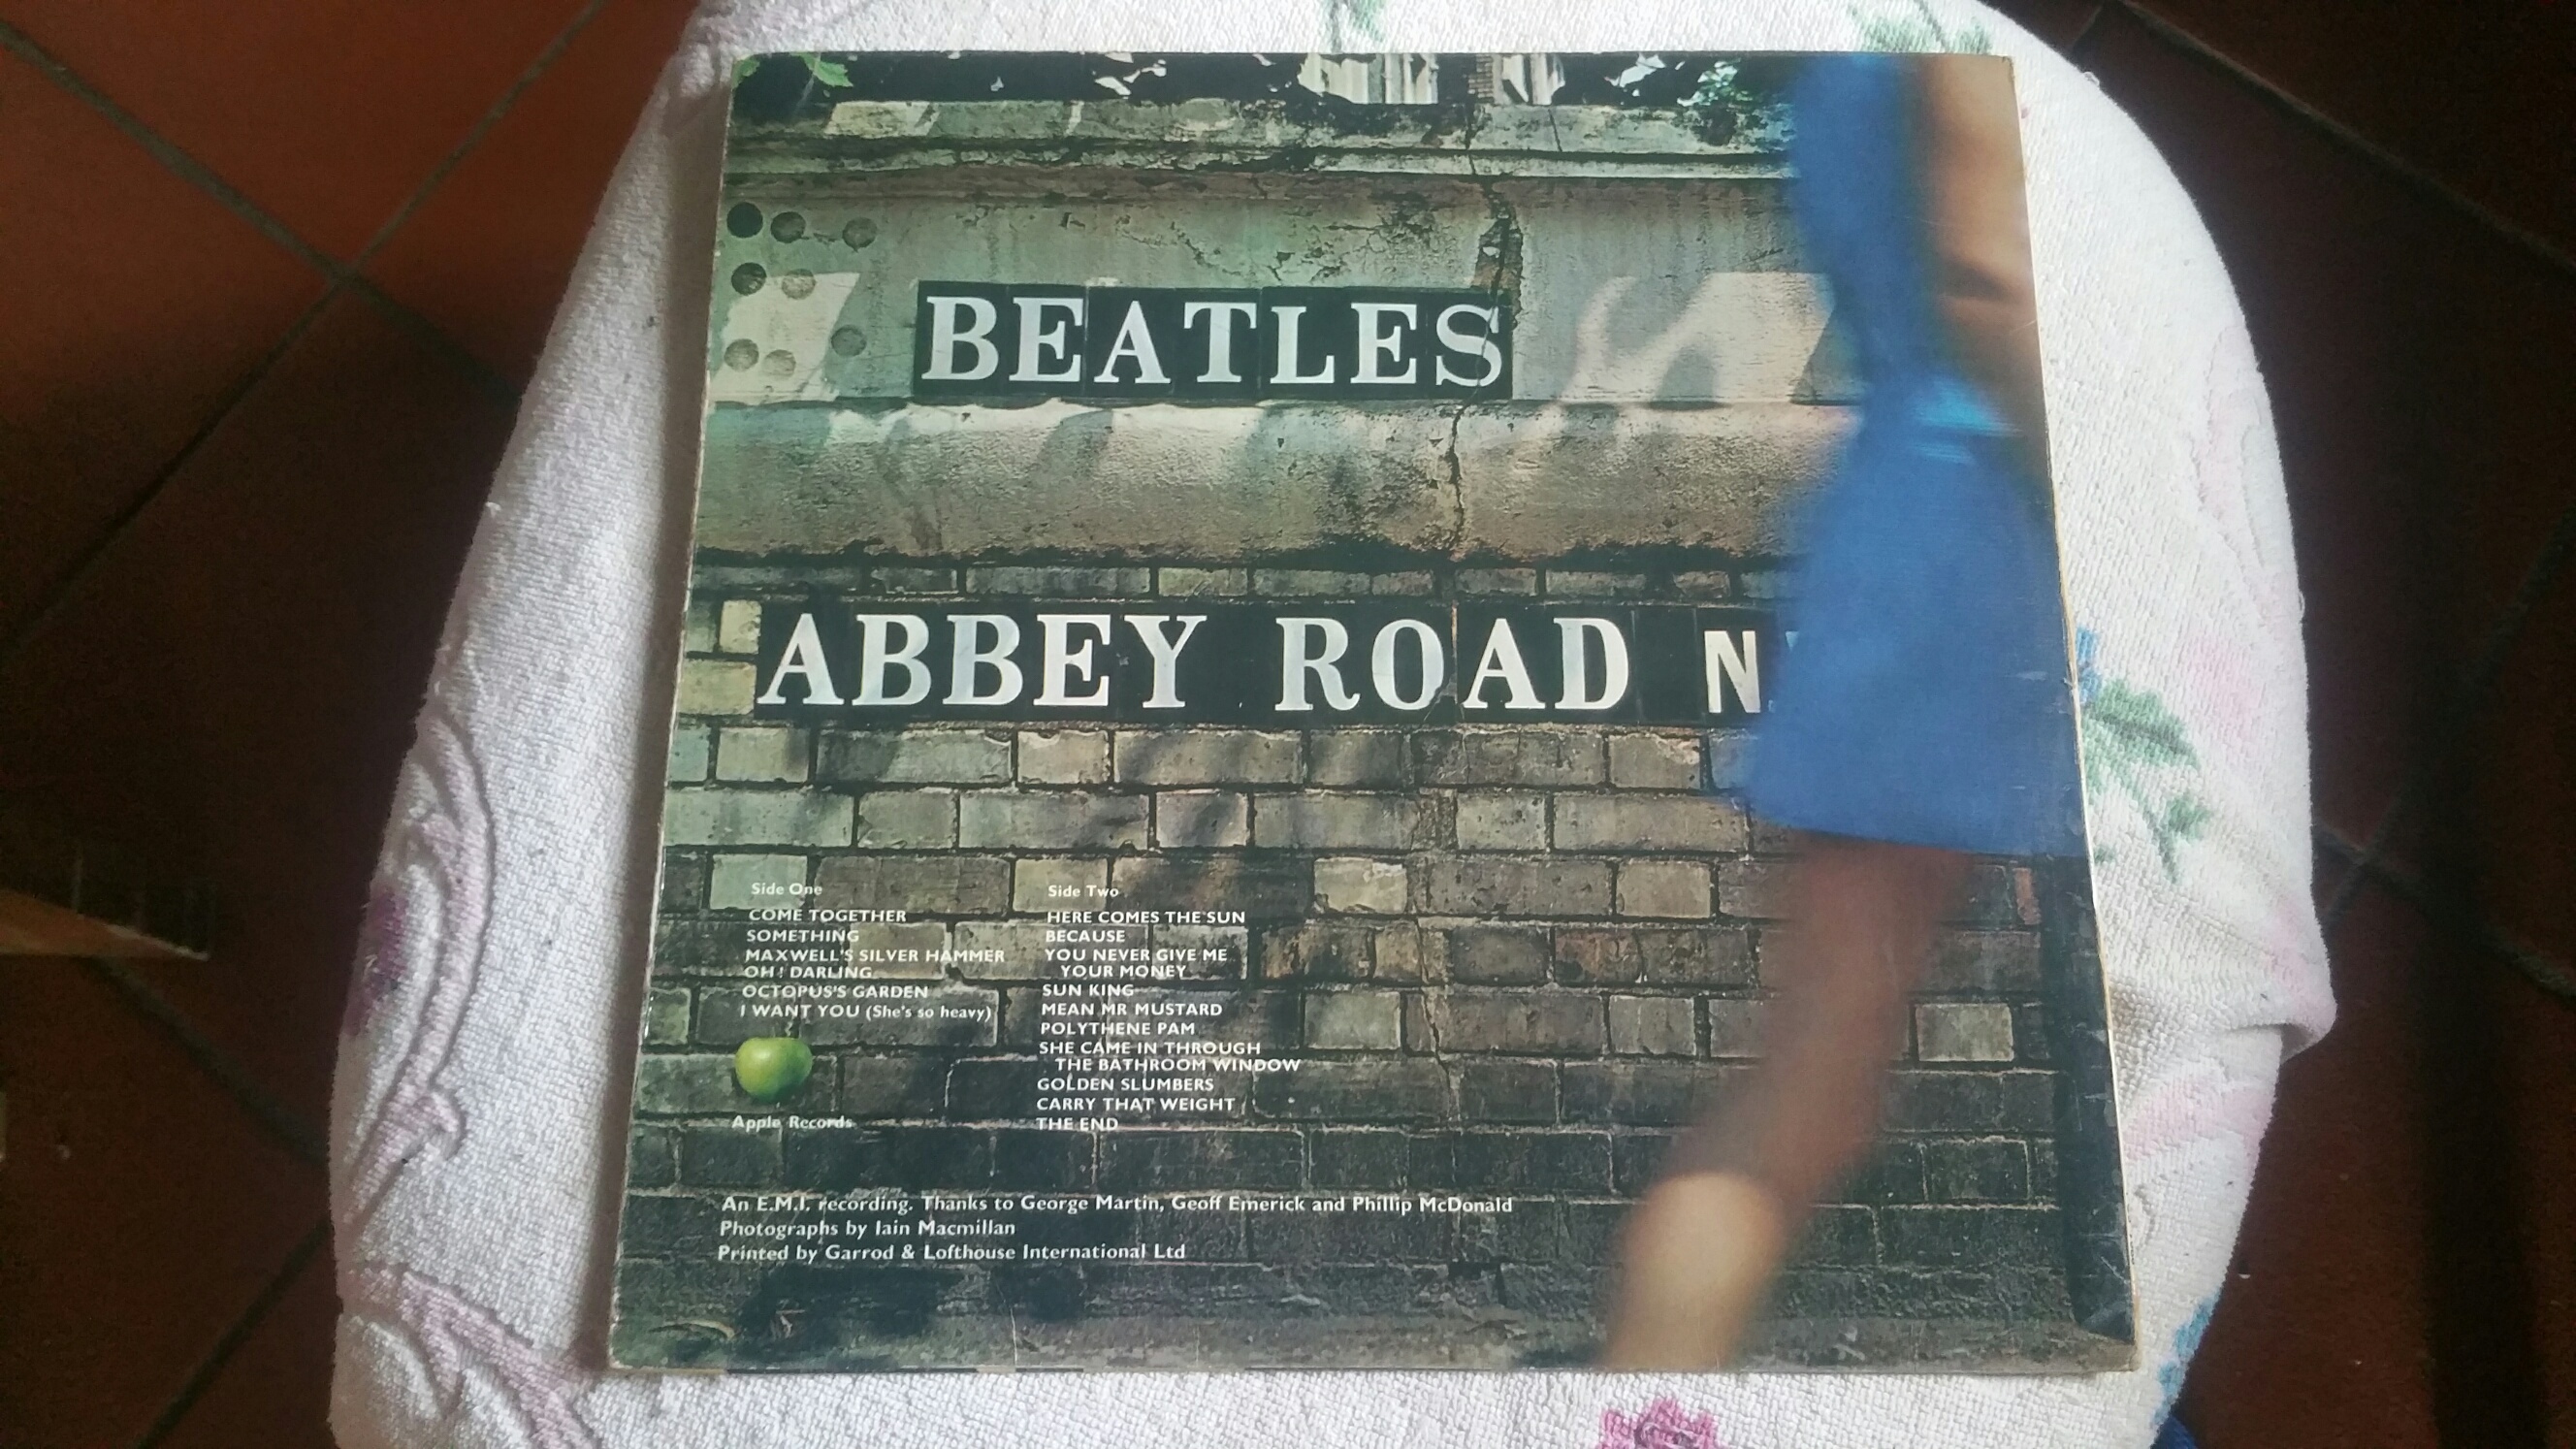 BEATLES
ABBEY ROAD N
Side One
COME TOGETHER
SOMETHING
MAXWELL'S SILVER HAMMER
OH! DARLING
OCTOPUS'S GARDEN
I WANT YOU (She's so heavy)
Apple Records
Side Two
HERE COMES THE SUN
BECAUSE
YOU NEVER GIVE ME
YOUR MONEY
SUN KING
MEAN MR MUSTARD
POLYTHENE PAM
SHE CAME IN THROUGH
THE BATHROOM WINDOW
GOLDEN SLUMBERS
CARRY THAT WEIGHT
THE END
An E.M.I. recording. Thanks to George Martin, Geoff Emerick and Phillip McDonald
Photographs by Iain Macmillan
Printed by Garrod & Lofthouse International Ltd